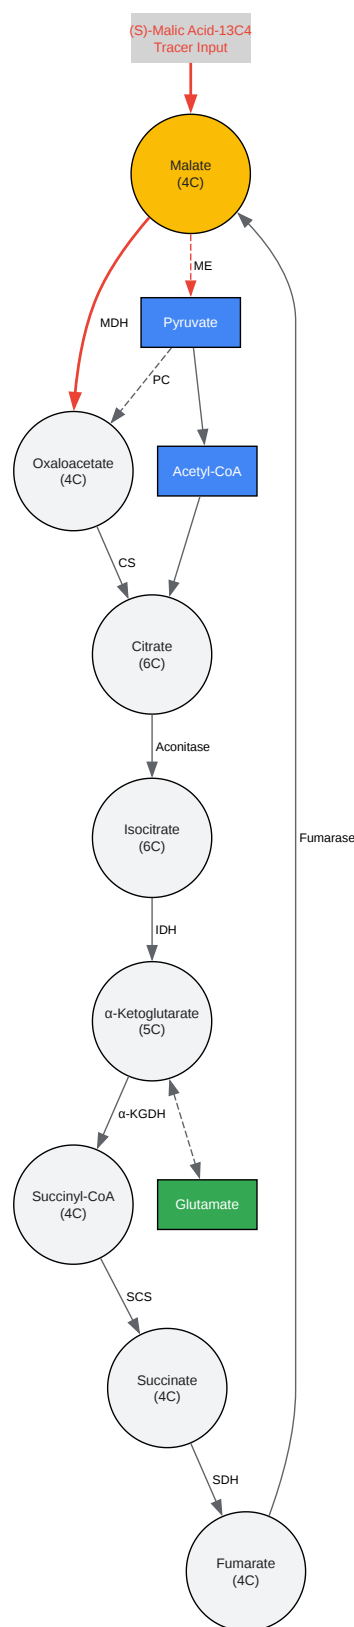 (S)-Malic Acid-13C4
Tracer Input
Malate
(4C)
ME
Pyruvate
MDH
PC
Oxaloacetate
(4C)
Acetyl-CoA
CS
Citrate
(6C)
Aconitase
Isocitrate
(6C)
Fumarase
IDH
α-Ketoglutarate
(5C)
α-KGDH
Succinyl-CoA
(4C)
Glutamate
SCS
Succinate
(4C)
SDH
Fumarate
(4C)